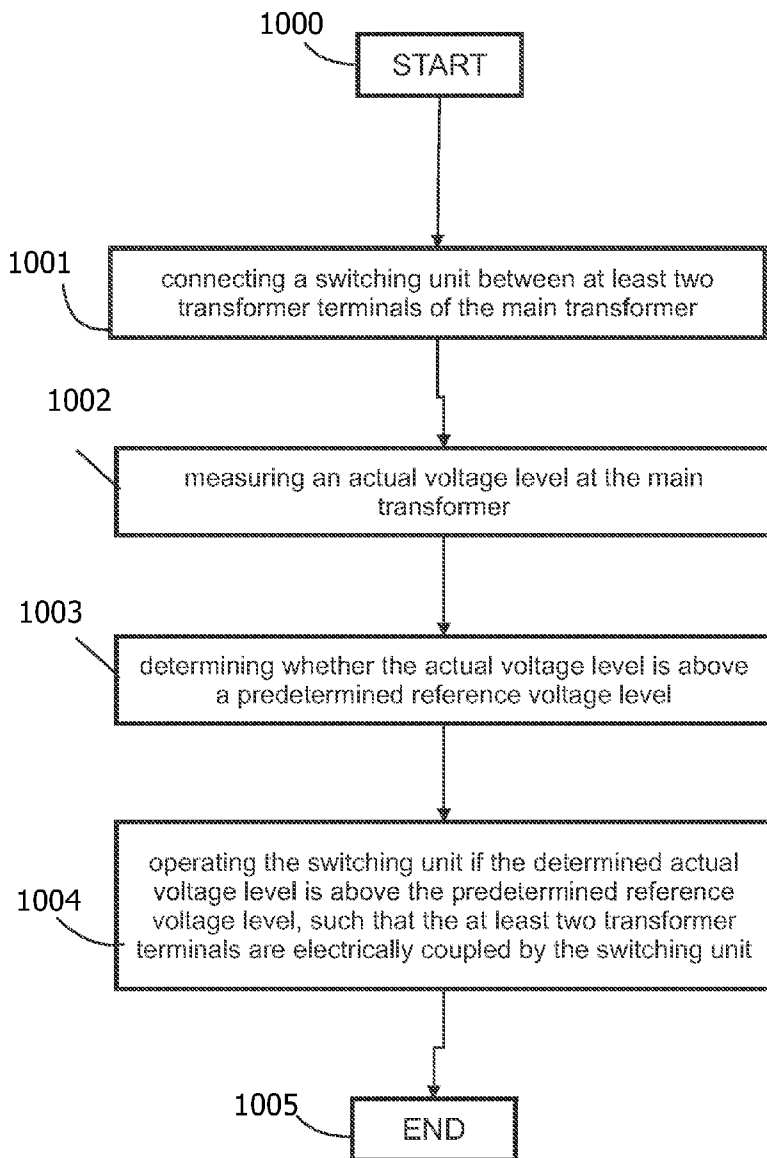 1000
START
1001
connecting a switching unit between at least two
transformer terminals of the main transformer
1002
measuring an actual voltage level at the main
transformer
1003
determining whether the actual voltage level is above
a predetermined reference voltage level
1004
operating the switching unit if the determined actual
voltage level is above the predetermined reference
voltage level, such that the at least two transformer
terminals are electrically coupled by the switching unit
1005
END